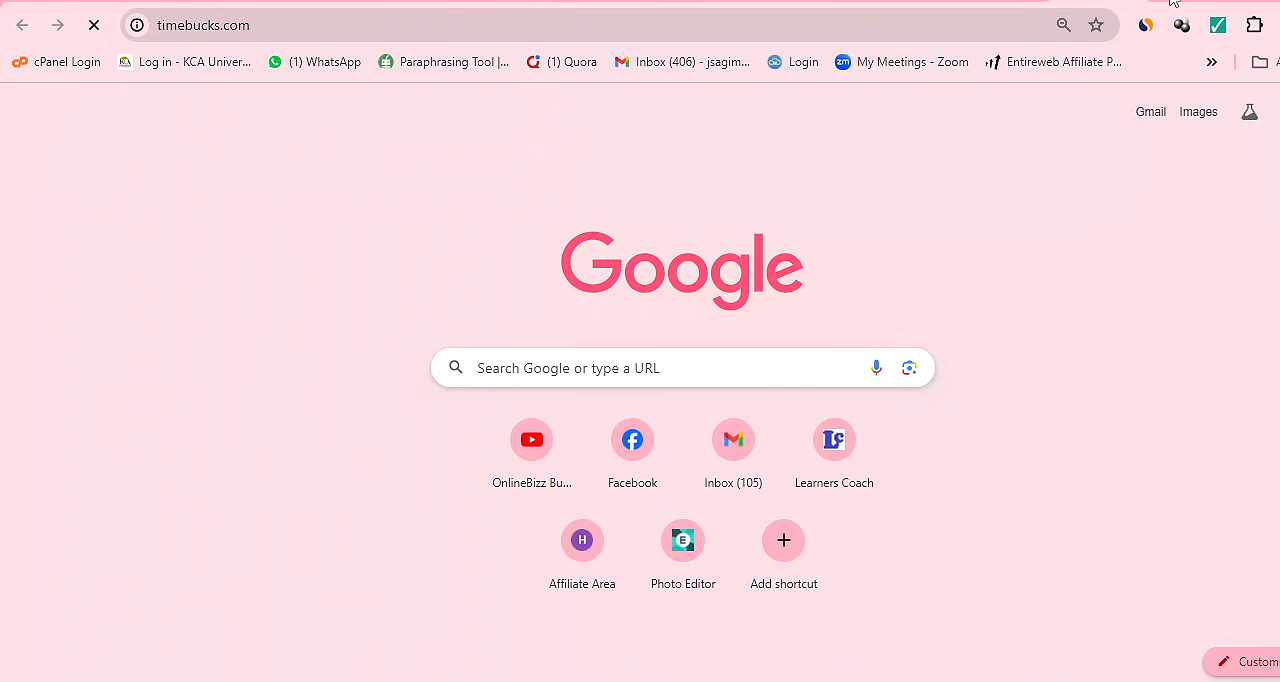 timebucks.com
cPanel Login
Log in - KCA Univer...
(1) WhatsApp
Paraphrasing Tool |...
(1) Quora
Inbox (406) - jsagim...
Login
zm
My Meetings - Zoom
Entireweb Affiliate P...
Gmail
Images
Google
Search Google or type a URL
OnlineBizz Bu...
Facebook
Inbox (105)
Lc
Learners Coach
H
Affiliate Area
E
Photo Editor
Add shortcut